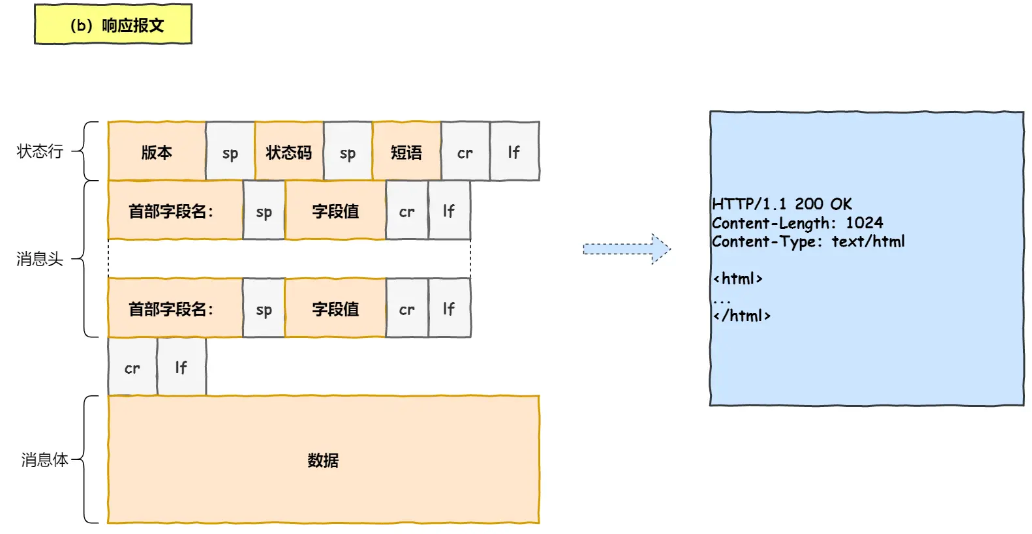 (b) 响应报文
状态行
版本 sp 状态码 sp 短语 cr lf
首部字段名: sp 字段值 cr lf
消息头
首部字段名: sp 字段值 cr lf
cr lf
消息体
数据
HTTP/1.1 200 OK
Content-Length: 1024
Content-Type: text/html
<html>
...
</html>